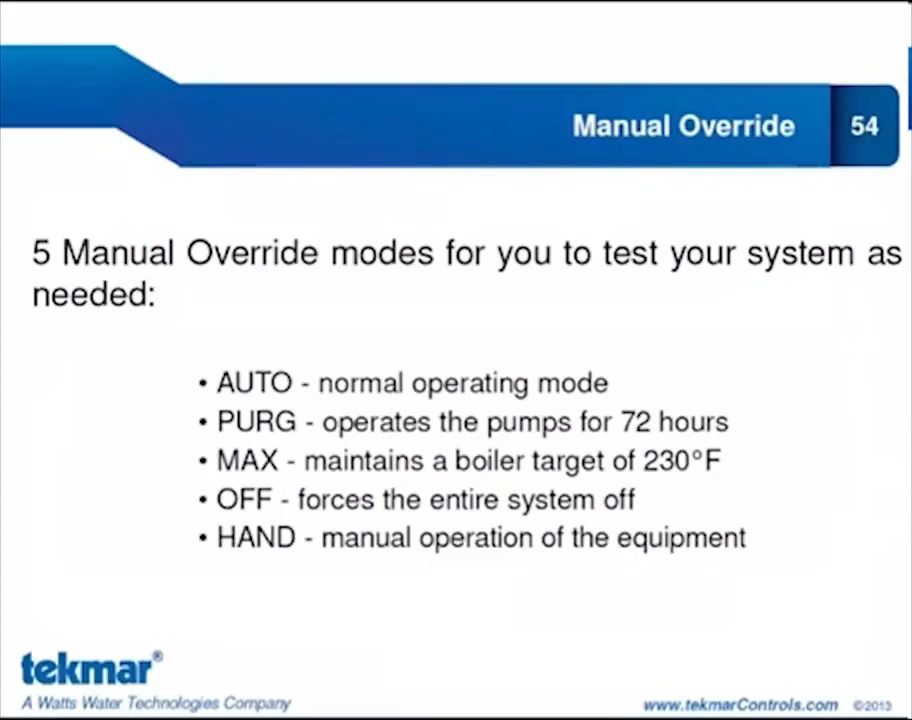 Manual Override 54
5 Manual Override modes for you to test your system as
needed:
• AUTO - normal operating mode
• PURG - operates the pumps for 72 hours
• MAX - maintains a boiler target of 230°F
• OFF - forces the entire system off
• HAND - manual operation of the equipment
tekmar®
A Watts Water Technologies Company
www.tekmarControls.com ©2013